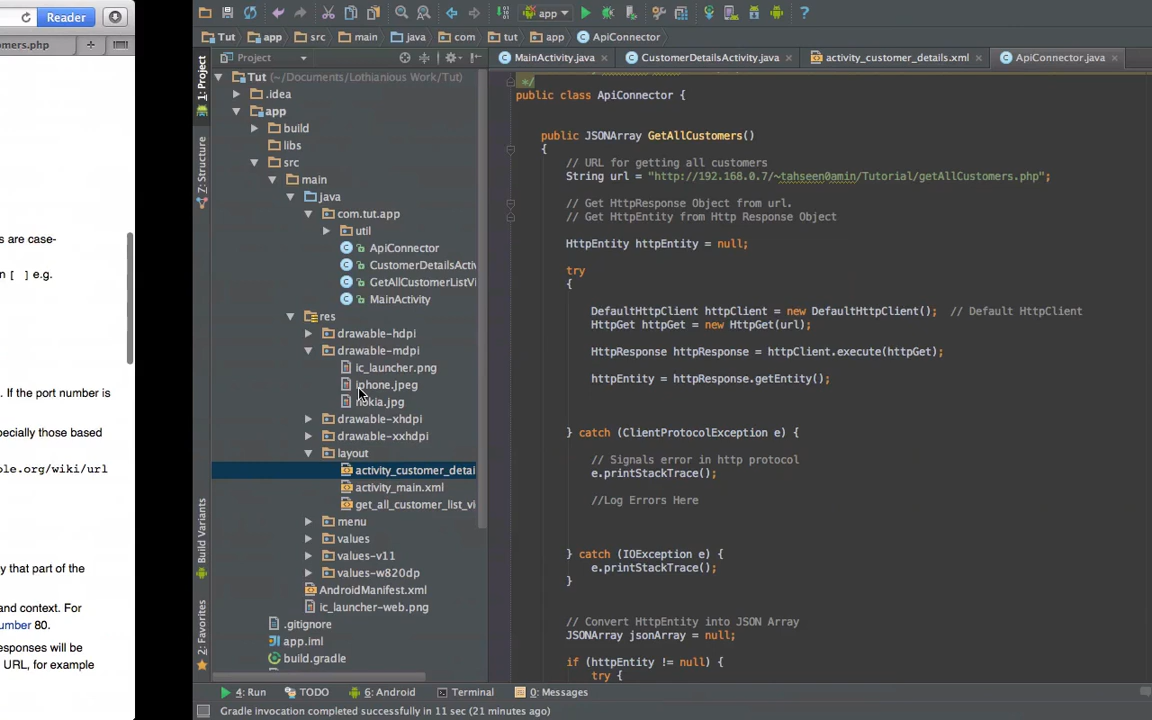 Reader
omers.php
s are case-
n [ ] e.g.
. If the port number is
pecially those based
ple.org/wiki/url
y that part of the
and context. For
umber 80.
esponses will be
URL, for example
app
Tut
app
src
main
java
com
tut
app
ApiConnector
Project
MainActivity.java
CustomerDetailsActivity.java
activity_customer_details.xml
ApiConnector.java
1: Project
Z: Structure
Build Variants
2: Favorites
Tut (~/Documents/Lothianious Work/Tut)
.idea
app
build
libs
src
main
java
com.tut.app
util
ApiConnector
CustomerDetailsActiv
GetAllCustomerListVi
MainActivity
res
drawable-hdpi
drawable-mdpi
ic_launcher.png
iphone.jpeg
nokia.jpg
drawable-xhdpi
drawable-xxhdpi
layout
activity_customer_detai
activity_main.xml
get_all_customer_list_vi
menu
values
values-v11
values-w820dp
AndroidManifest.xml
ic_launcher-web.png
.gitignore
app.iml
build.gradle
*/
public class ApiConnector {
public JSONArray GetAllCustomers()
{
// URL for getting all customers
String url = "http://192.168.0.7/~tahseen0amin/Tutorial/getAllCustomers.php";
// Get HttpResponse Object from url.
// Get HttpEntity from Http Response Object
HttpEntity httpEntity = null;
try
{
DefaultHttpClient httpClient = new DefaultHttpClient(); // Default HttpClient
HttpGet httpGet = new HttpGet(url);
HttpResponse httpResponse = httpClient.execute(httpGet);
httpEntity = httpResponse.getEntity();
} catch (ClientProtocolException e) {
// Signals error in http protocol
e.printStackTrace();
//Log Errors Here
} catch (IOException e) {
e.printStackTrace();
}
// Convert HttpEntity into JSON Array
JSONArray jsonArray = null;
if (httpEntity != null) {
try {
4: Run
TODO
6: Android
Terminal
0: Messages
Gradle invocation completed successfully in 11 sec (21 minutes ago)